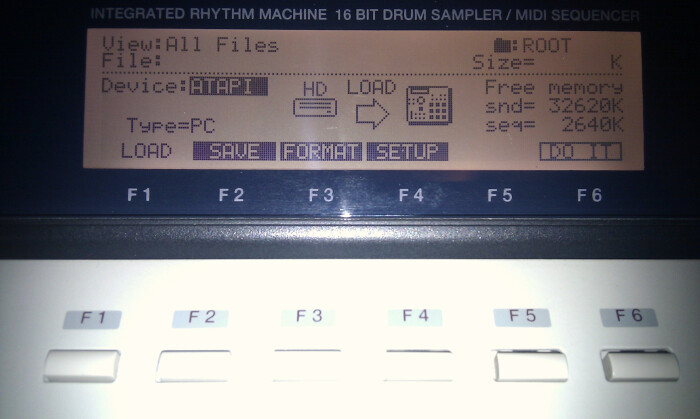 INTEGRATED RHYTHM MACHINE 16 BIT DRUM SAMPLER / MIDI SEQUENCER
View:All Files :ROOT
File: Size= K
Device:ATAPI HD LOAD Free memory
snd= 32620K
Type=PC seq= 2640K
LOAD SAVE FORMAT SETUP DO IT
F1 F2 F3 F4 F5 F6
F1 F2 F3 F4 F5 F6